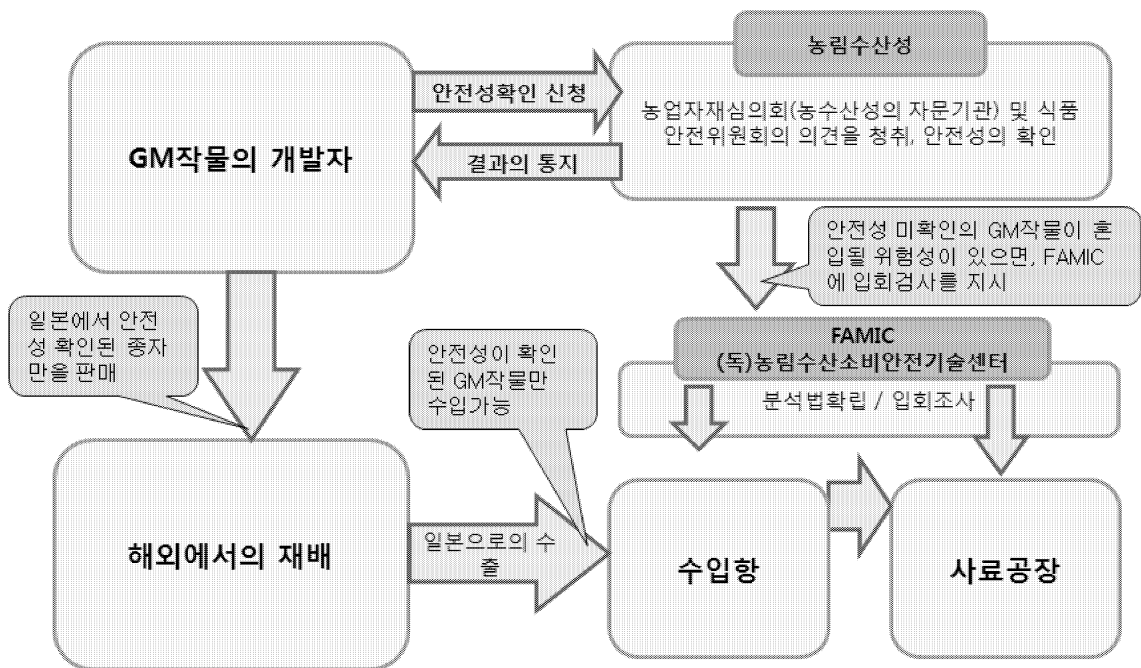 농림수산성
GM작물의 개발자
안전성확인 신청
결과의 통지
농업자재심의회(농수산성의 자문기관) 및 식품
안전위원회의 의견을 청취, 안전성의 확인
안전성 미확인의 GM작물이 혼
입될 위험성이 있으면, FAMIC
에 입회검사를 지시
일본에서 안전
성 확인된 종자
만을 판매
안전성이 확인
된 GM작물만
수입가능
FAMIC
(독)농림수산소비안전기술센터
분석법확립 / 입회조사
해외에서의 재배
일본으로의 수
출
수입항
사료공장